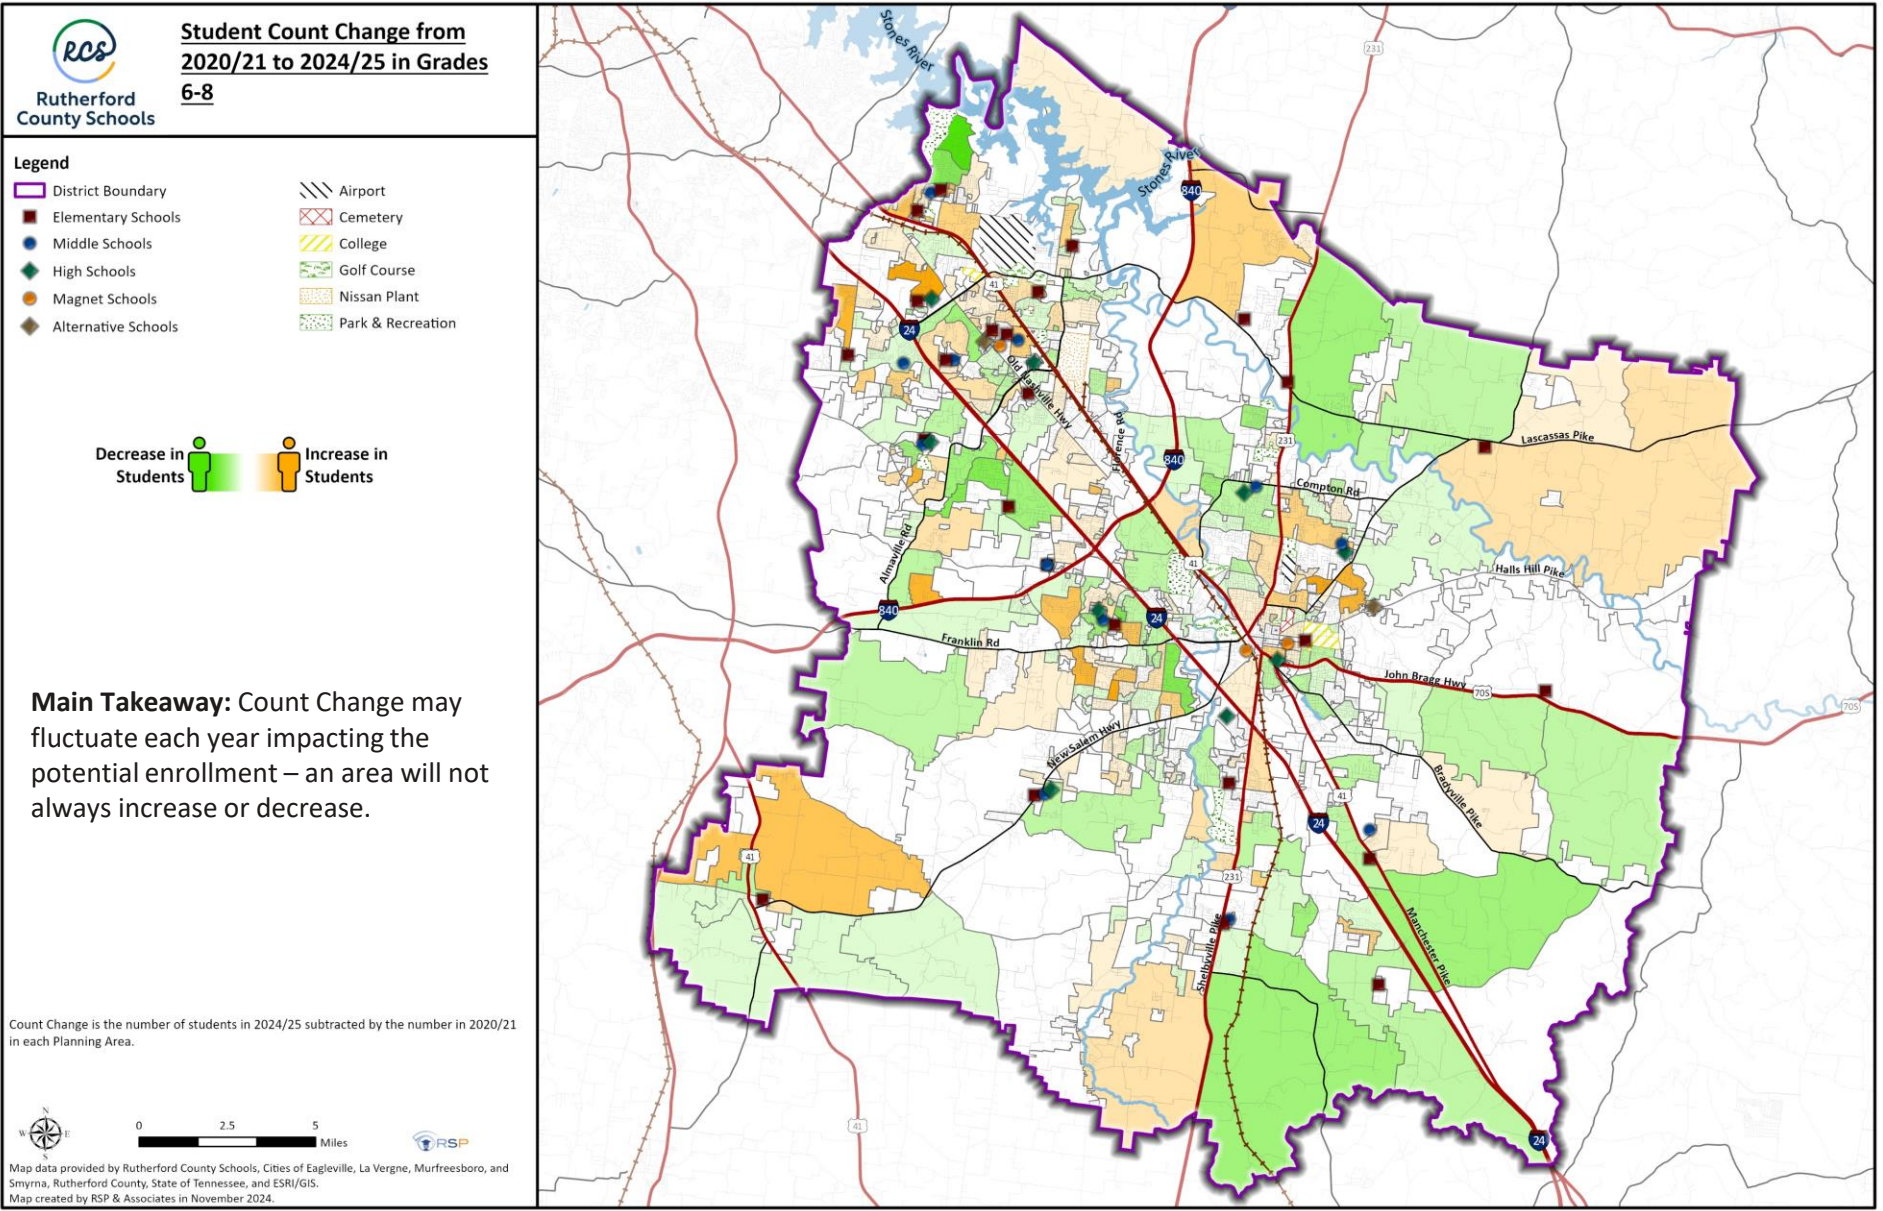 RCS
Rutherford
County Schools
Student Count Change from
2020/21 to 2024/25 in Grades
6-8
Legend
District Boundary
Elementary Schools
Middle Schools
High Schools
Magnet Schools
Alternative Schools
Airport
Cemetery
College
Golf Course
Nissan Plant
Park & Recreation
Decrease in
Students
Increase in
Students
Main Takeaway: Count Change may
fluctuate each year impacting the
potential enrollment – an area will not
always increase or decrease.
Count Change is the number of students in 2024/25 subtracted by the number in 2020/21
in each Planning Area.
N
W
E
S
0
2.5
5
Miles
RSP
Map data provided by Rutherford County Schools, Cities of Eagleville, La Vergne, Murfreesboro, and
Smyrna, Rutherford County, State of Tennessee, and ESRI/GIS.
Map created by RSP & Associates in November 2024.
Stones River
231
Stones River
840
41
24
Old Nashville Hwy
Florence Rd
231
Lascassas Pike
840
Compton Rd
Almaville Rd
41
Halls Hill Pike
840
24
Franklin Rd
John Bragg Hwy
70S
70S
New Salem Hwy
Bradyville Pike
41
24
41
231
Shelbyville Pike
Manchester Pike
41
24